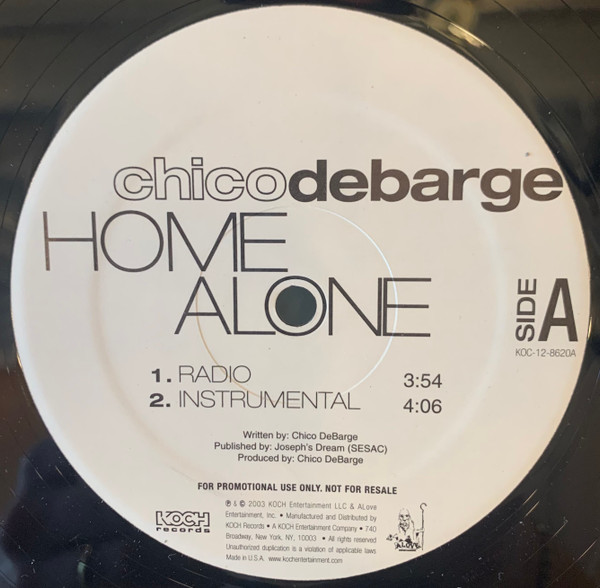 chicodebarge
HOME
ALONE
SIDE A
KOC-12-8620A
1. RADIO 3:54
2. INSTRUMENTAL 4:06
Written by: Chico DeBarge
Published by: Joseph's Dream (SESAC)
Produced by: Chico DeBarge
FOR PROMOTIONAL USE ONLY. NOT FOR RESALE
℗ & © 2003 KOCH Entertainment LLC & ALove
Entertainment, Inc. • Manufactured and Distributed by
KOCH Records • A KOCH Entertainment Company • 740
Broadway, New York, NY, 10003 • All rights reserved
Unauthorized duplication is a violation of applicable laws
Made in U.S.A. www.kochentertainment.com
KOCH
records
ALOVE